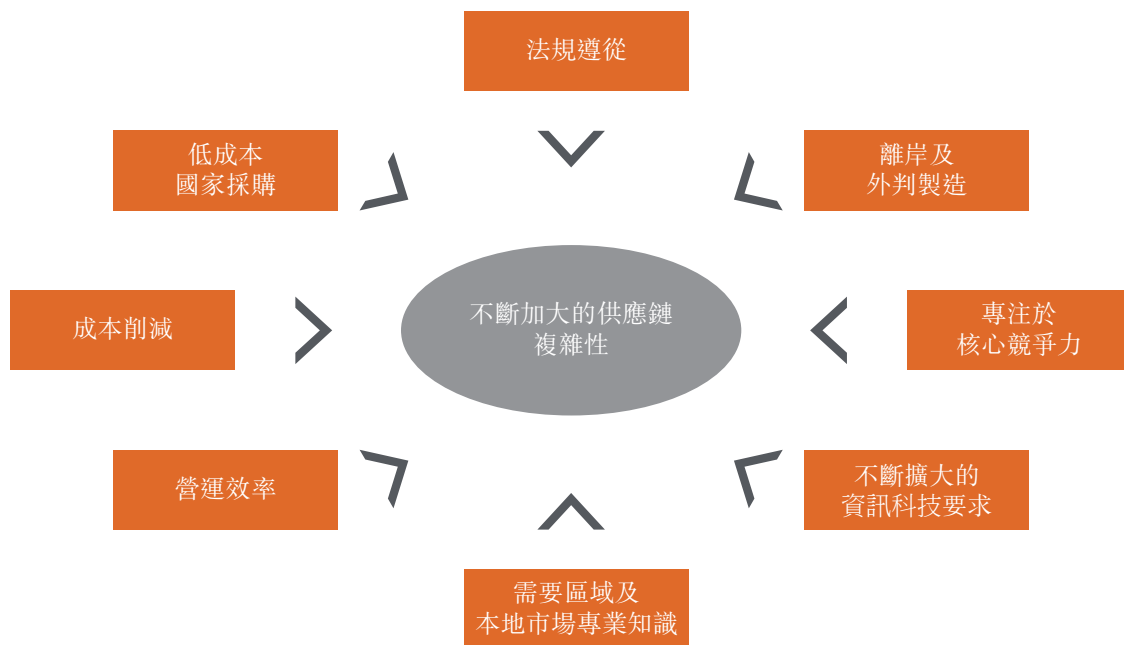 法規遵從
低成本
國家採購
離岸及
外判製造
成本削減
不斷加大的供應鏈
複雜性
專注於
核心競爭力
營運效率
不斷擴大的
資訊科技要求
需要區域及
本地市場專業知識